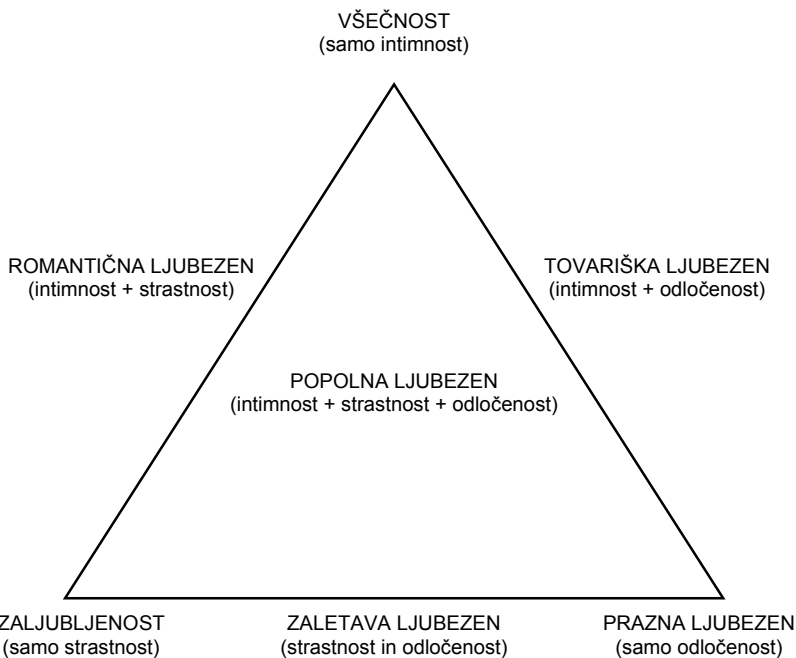 VŠEČNOST
(samo intimnost)
ROMANTIČNA LJUBEZEN
(intimnost + strastnost)
TOVARIŠKA LJUBEZEN
(intimnost + odločenost)
POPOLNA LJUBEZEN
(intimnost + strastnost + odločenost)
ZALJUBLJENOST
(samo strastnost)
ZALETAVA LJUBEZEN
(strastnost in odločenost)
PRAZNA LJUBEZEN
(samo odločenost)